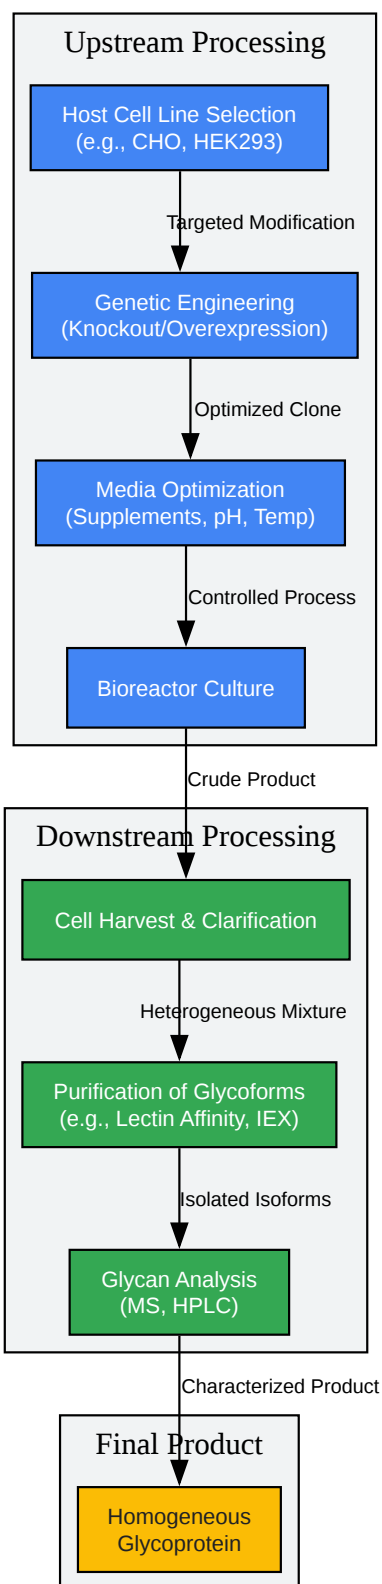 Upstream Processing
Host Cell Line Selection
(e.g., CHO, HEK293)
Targeted Modification
Genetic Engineering
(Knockout/Overexpression)
Optimized Clone
Media Optimization
(Supplements, pH, Temp)
Controlled Process
Bioreactor Culture
Crude Product
Downstream Processing
Cell Harvest & Clarification
Heterogeneous Mixture
Purification of Glycoforms
(e.g., Lectin Affinity, IEX)
Isolated Isoforms
Glycan Analysis
(MS, HPLC)
Characterized Product
Final Product
Homogeneous
Glycoprotein